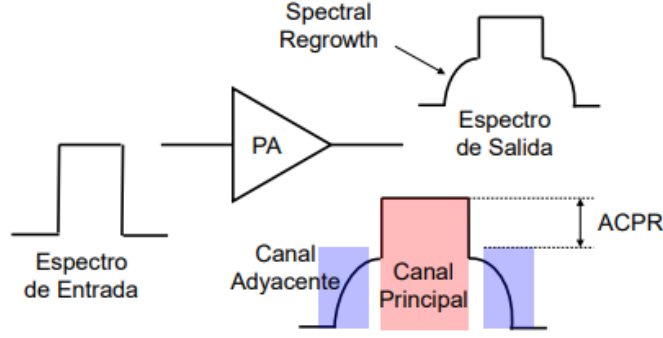 Spectral
Regrowth
PA
Espectro
de Salida
Espectro
de Entrada
ACPR
Canal
Adyacente
Canal
Principal